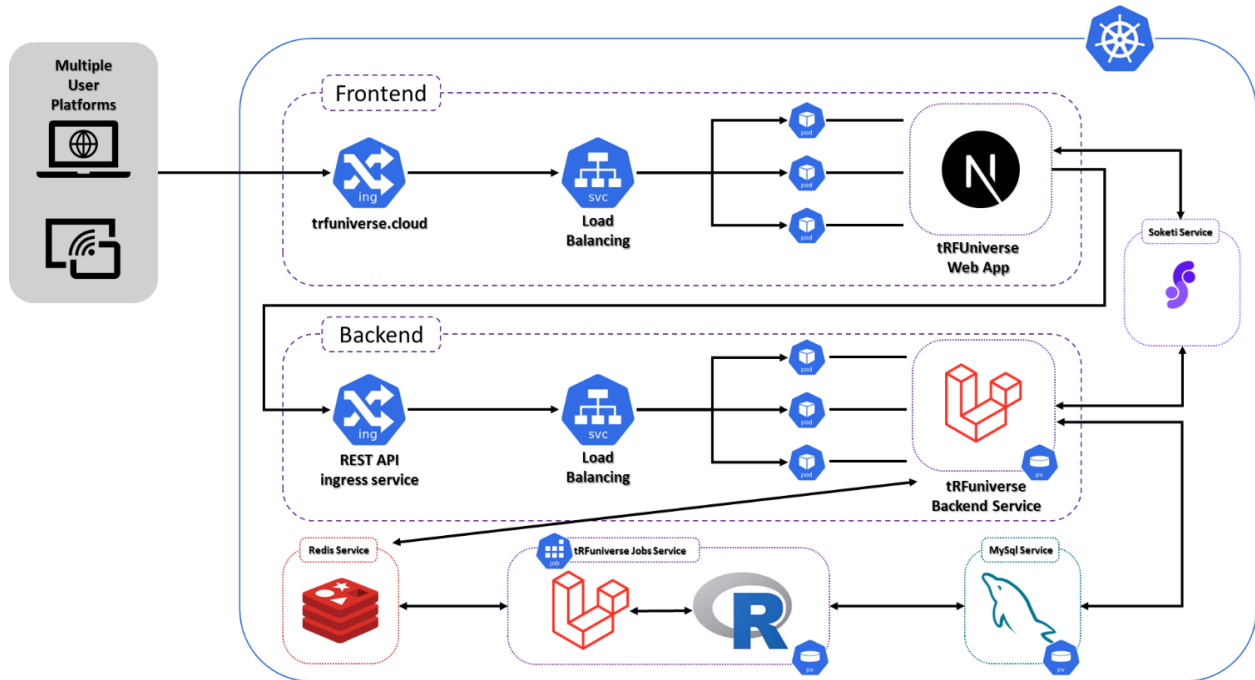 Multiple
User
Platforms
Frontend
ing
trfuniverse.cloud
svc
Load
Balancing
pod
pod
pod
tRFUniverse
Web App
Soketi Service
Backend
ing
REST API
ingress service
svc
Load
Balancing
pod
pod
pod
pv
tRFuniverse
Backend Service
Redis Service
job
tRFuniverse Jobs Service
R
pv
MySql Service
pv